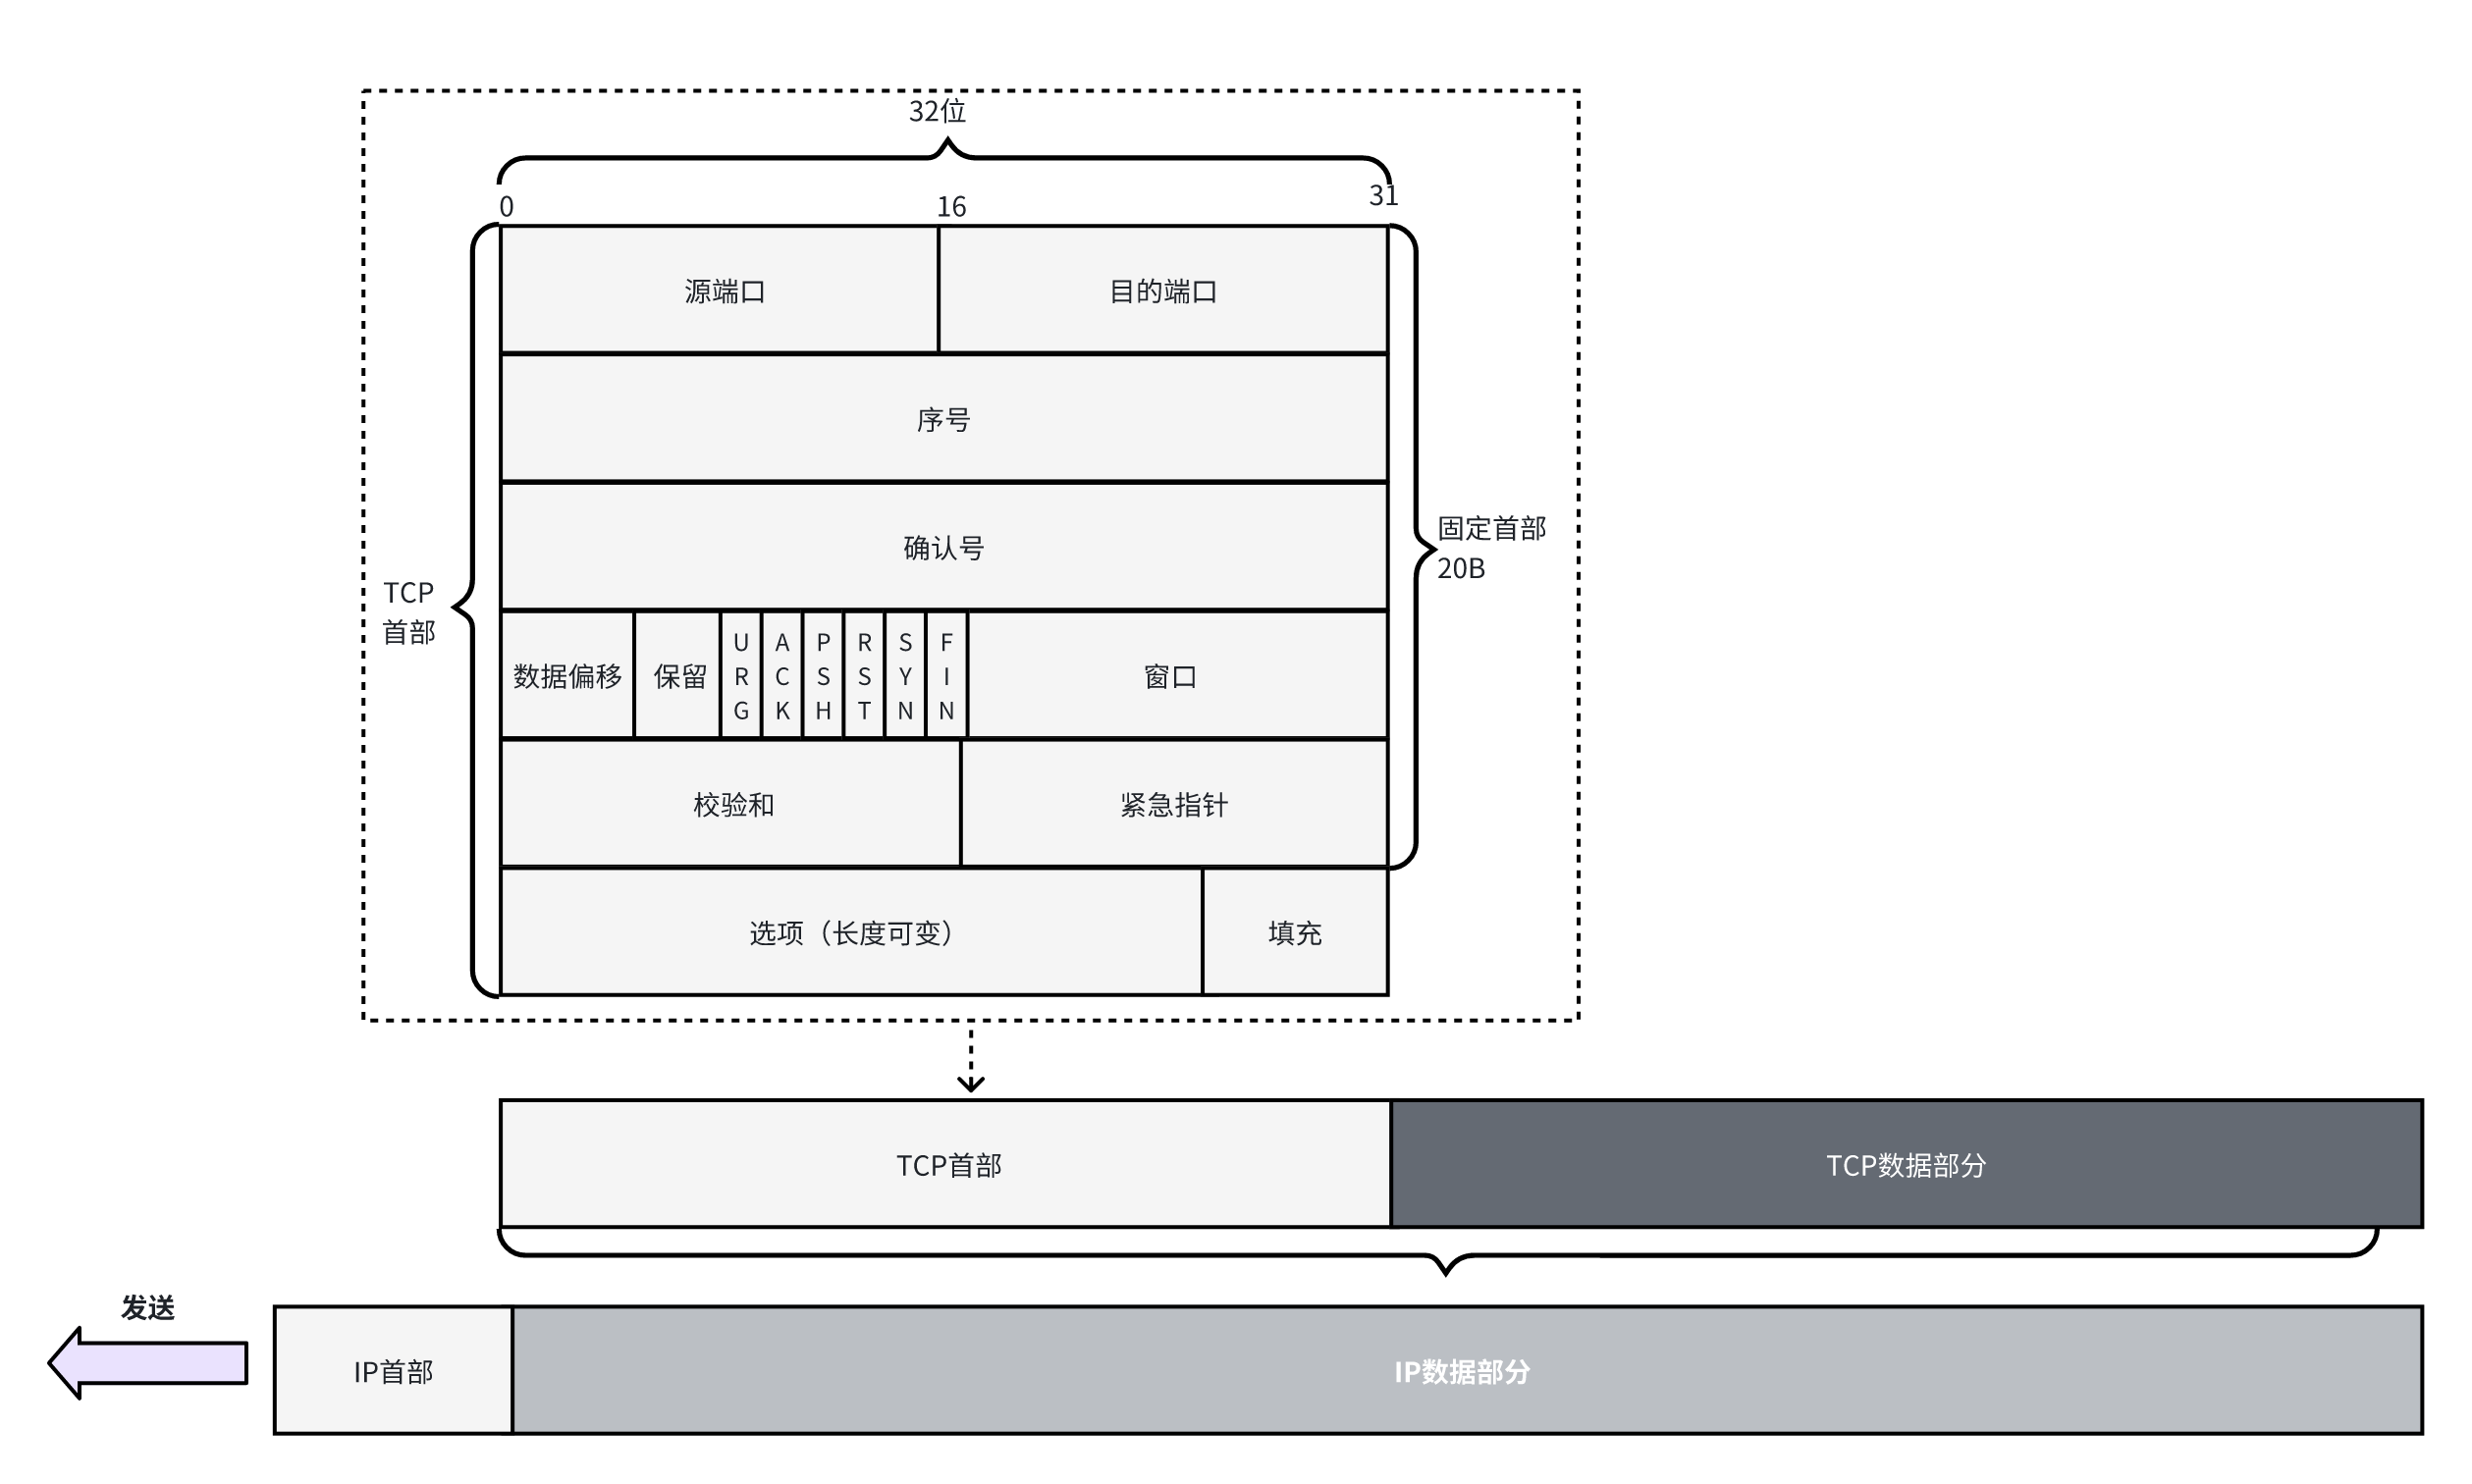 32位
0
16
31
源端口
目的端口
序号
确认号
固定首部
20B
TCP
首部
数据偏移
保留
URG
ACK
PSH
RST
SYN
FIN
窗口
校验和
紧急指针
选项（长度可变）
填充
TCP首部
TCP数据部分
发送
IP首部
IP数据部分